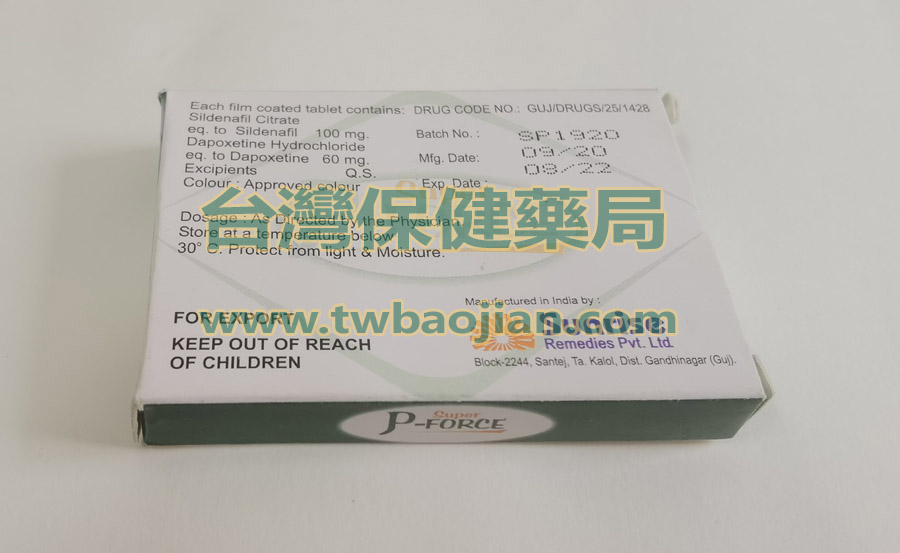 Each film coated tablet contains:
Sildenafil Citrate
eq. to Sildenafil 100 mg.
Dapoxetine Hydrochloride
eq. to Dapoxetine 60 mg.
Excipients Q.S.
Colour : Approved colour
Dosage : As Directed by the Physician
Store at a temperature below
30° C. Protect from light & Moisture.
DRUG CODE NO.: GUJ/DRUGS/25/1428
Batch No. : SP1920
Mfg. Date: 09/20
Exp. Date : 08/22
台灣保健藥局
www.twbaojian.com
FOR EXPORT
KEEP OUT OF REACH
OF CHILDREN
Manufactured in India by :
Sunrise
Remedies Pvt. Ltd.
Block-2244, Santej, Ta. Kalol, Dist. Gandhinagar (Guj).
Super
P-FORCE